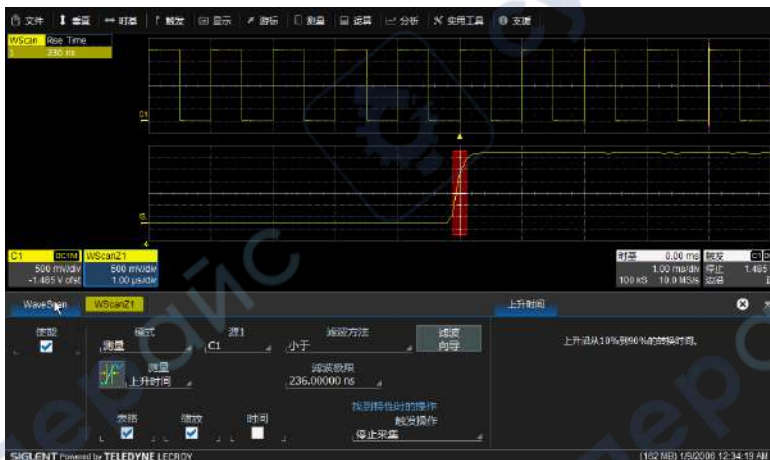 文件 垂直 时基 触发 显示 游标 测量 运算 分析 实用工具 支援
WScan Rise Time
1 230 ns
C1
C1 DC1M WScanZ1
500 mV/div 500 mV/div
-1.485 V ofst 1.00 µs/div
时基 0.00 ms 触发 C1
1.00 ms/div 停止 1.485
100 kS 10.0 MS/s 边沿
WaveScan WScanZ1 上升时间
使能 模式 源1 滤波方法 滤波向导
测量 C1 小于
测量 滤波极限
上升时间 236.00000 ns
上升沿从10%到90%的转换时间。
找到特性时的操作
表格 缩放 时间 触发操作
停止采集
SIGLENT Powered by TELEDYNE LECROY (162 MB) 1/9/2006 12:34:19 AM